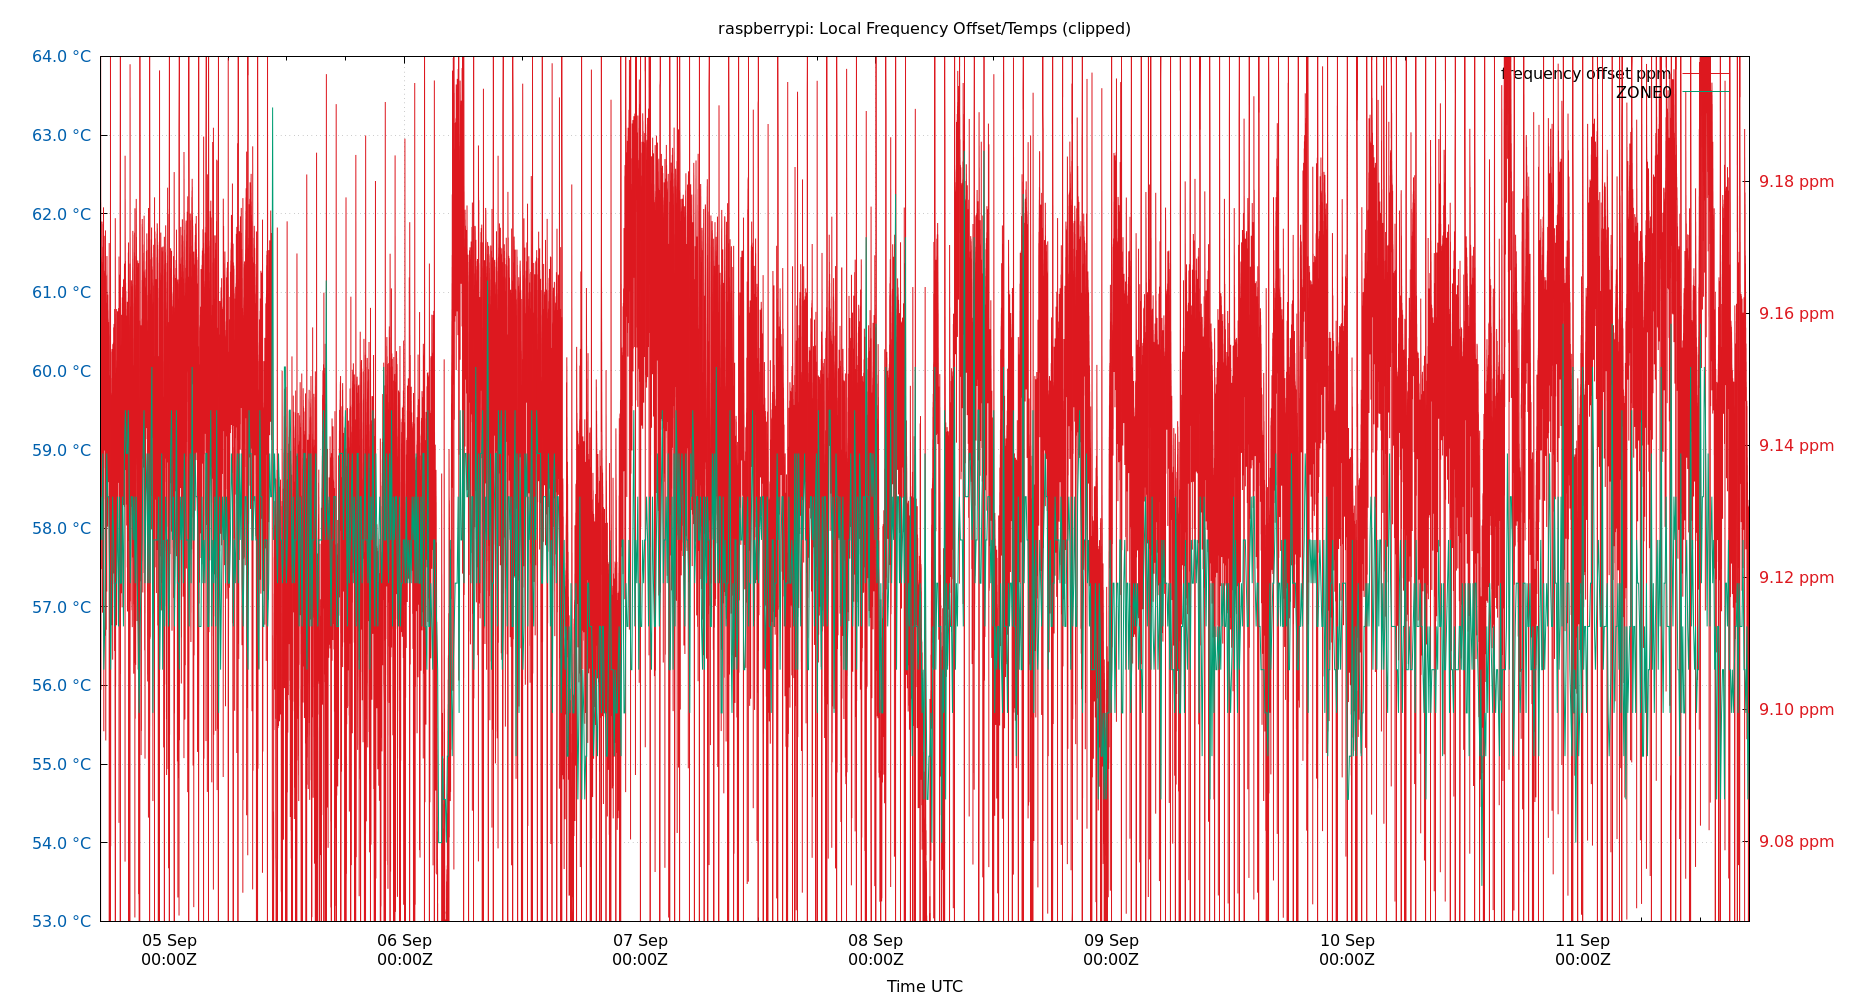 raspberrypi: Local Frequency Offset/Temps (clipped)
64.0 °C
63.0 °C
62.0 °C
61.0 °C
60.0 °C
59.0 °C
58.0 °C
57.0 °C
56.0 °C
55.0 °C
54.0 °C
53.0 °C
frequency offset ppm
ZONE0
9.18 ppm
9.16 ppm
9.14 ppm
9.12 ppm
9.10 ppm
9.08 ppm
05 Sep
00:00Z
06 Sep
00:00Z
07 Sep
00:00Z
08 Sep
00:00Z
09 Sep
00:00Z
10 Sep
00:00Z
11 Sep
00:00Z
Time UTC